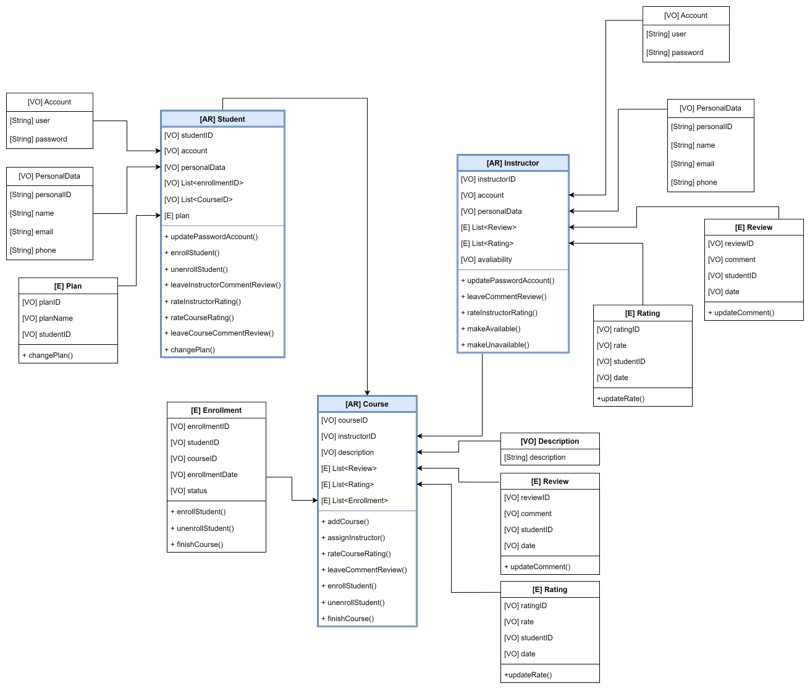 [VO] Account
[String] user
[String] password
[VO] PersonalData
[String] personalID
[String] name
[String] email
[String] phone
[E] Plan
[VO] planID
[VO] planName
[VO] studentID
+ changePlan()
[AR] Student
[VO] studentID
[VO] account
[VO] personalData
[VO] List<enrollmentID>
[VO] List<CourseID>
[E] plan
+ updatePasswordAccount()
+ enrollStudent()
+ unenrollStudent()
+ leaveInstructorCommentReview()
+ rateInstructorRating()
+ rateCourseRating()
+ leaveCourseCommentReview()
+ changePlan()
[AR] Instructor
[VO] instructorID
[VO] account
[VO] personalData
[E] List<Review>
[E] List<Rating>
[VO] avaliability
+ updatePasswordAccount()
+ leaveCommentReview()
+ rateInstructorRating()
+ makeAvailable()
+ makeUnavailable()
[VO] Account
[String] user
[String] password
[VO] PersonalData
[String] personalID
[String] name
[String] email
[String] phone
[E] Review
[VO] reviewID
[VO] comment
[VO] studentID
[VO] date
+ updateComment()
[E] Rating
[VO] ratingID
[VO] rate
[VO] studentID
[VO] date
+updateRate()
[E] Enrollment
[VO] enrollmentID
[VO] studentID
[VO] courseID
[VO] enrollmentDate
[VO] status
+ enrollStudent()
+ unenrollStudent()
+ finishCourse()
[AR] Course
[VO] courseID
[VO] instructorID
[VO] description
[E] List<Review>
[E] List<Rating>
[E] List<Enrollment>
+ addCourse()
+ assignInstructor()
+ rateCourseRating()
+ leaveCommentReview()
+ enrollStudent()
+ unenrollStudent()
+ finishCourse()
[VO] Description
[String] description
[E] Review
[VO] reviewID
[VO] comment
[VO] studentID
[VO] date
+ updateComment()
[E] Rating
[VO] ratingID
[VO] rate
[VO] studentID
[VO] date
+updateRate()